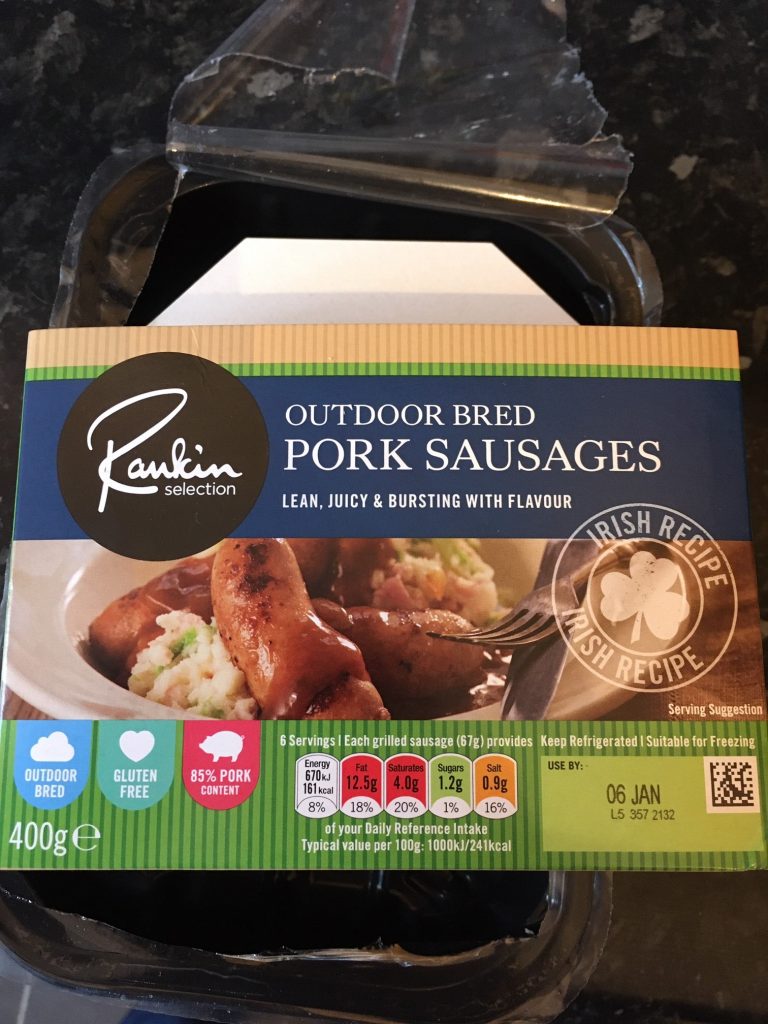 Rankin
selection
OUTDOOR BRED
PORK SAUSAGES
LEAN, JUICY & BURSTING WITH FLAVOUR
IRISH RECIPE
IRISH RECIPE
Serving Suggestion
OUTDOOR
BRED
GLUTEN
FREE
85% PORK
CONTENT
400g e
6 Servings | Each grilled sausage (67g) provides
Energy
670kJ
161kcal
8%
Fat
12.5g
18%
Saturates
4.0g
20%
Sugars
1.2g
1%
Salt
0.9g
16%
of your Daily Reference Intake
Typical value per 100g: 1000kJ/241kcal
Keep Refrigerated | Suitable for Freezing
USE BY:-
06 JAN
L5 357 2132